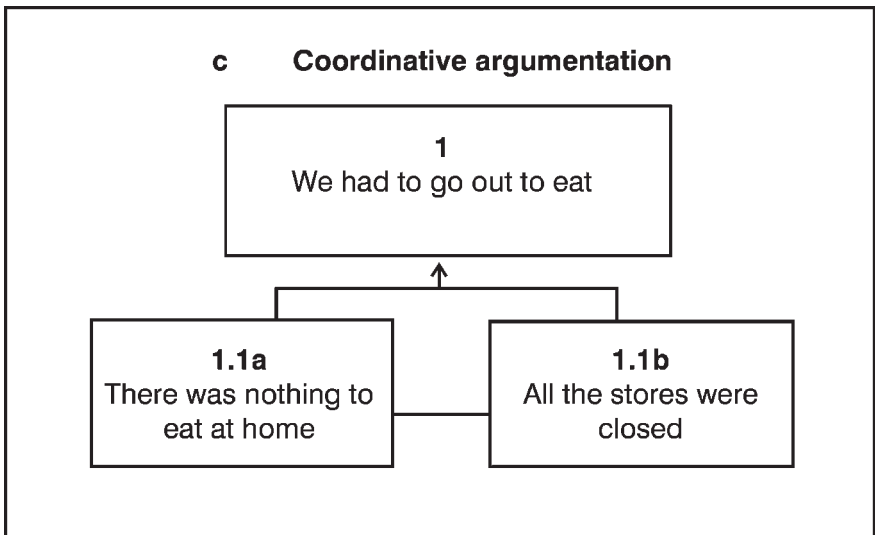 c Coordinative argumentation
1
We had to go out to eat
1.1a
There was nothing to
eat at home
1.1b
All the stores were
closed